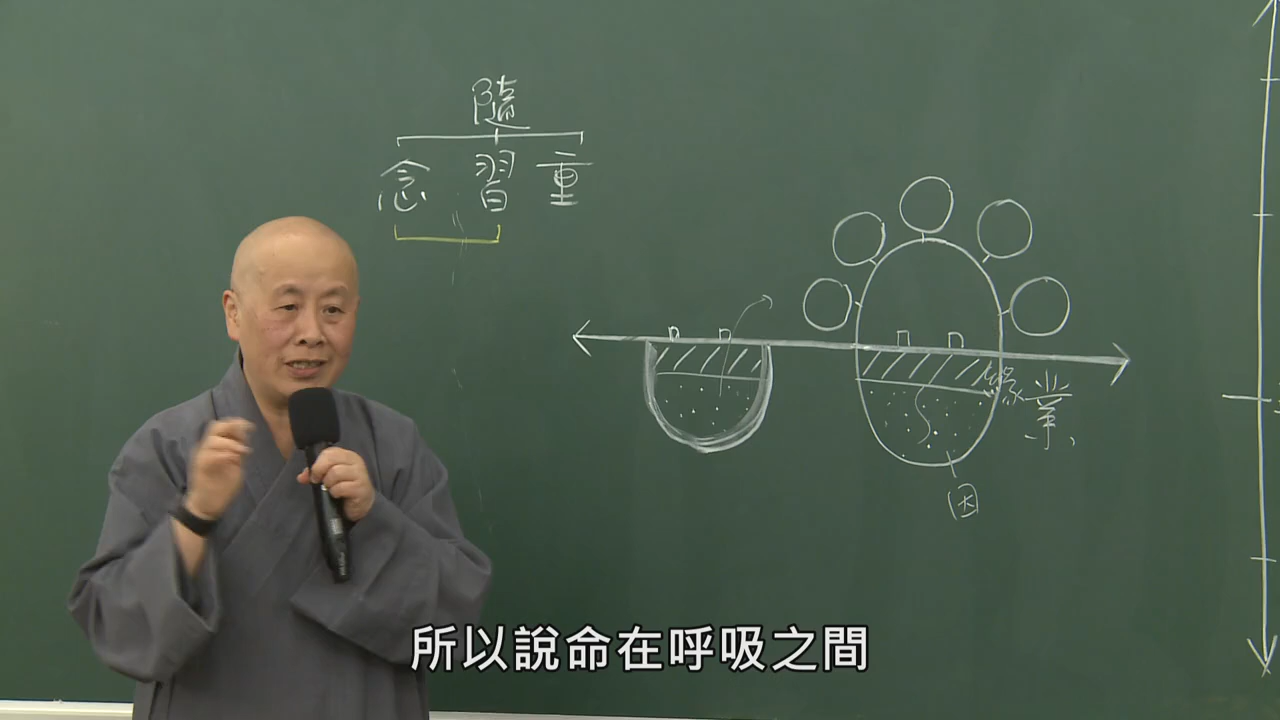 隨
念 習 重
緣 業
因
所以說命在呼吸之間